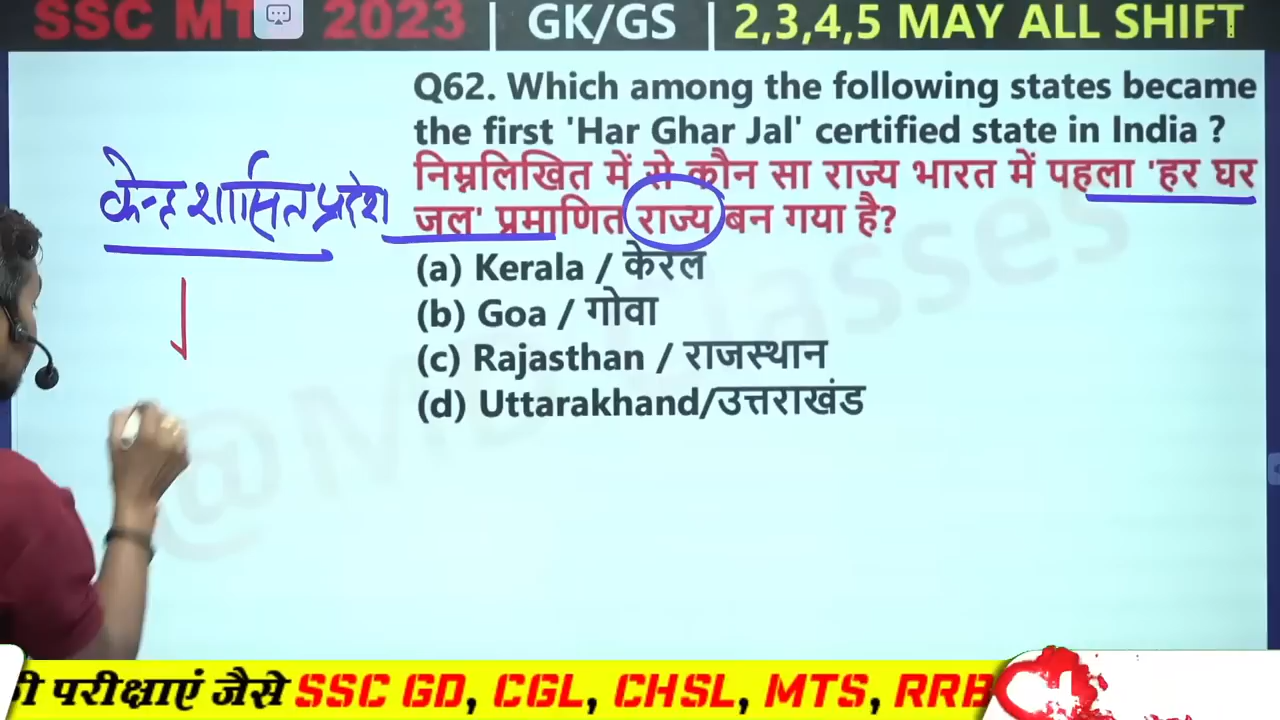 SSC MT 2023 | GK/GS | 2,3,4,5 MAY ALL SHIFT
Q62. Which among the following states became
the first 'Har Ghar Jal' certified state in India ?
निम्नलिखित में से कौन सा राज्य भारत में पहला 'हर घर
जल' प्रमाणित राज्य बन गया है?
केन्द्र शासित प्रदेश
(a) Kerala / केरल
(b) Goa / गोवा
(c) Rajasthan / राजस्थान
(d) Uttarakhand/उत्तराखंड
परीक्षाएं जैसे SSC GD, CGL, CHSL, MTS, RRB